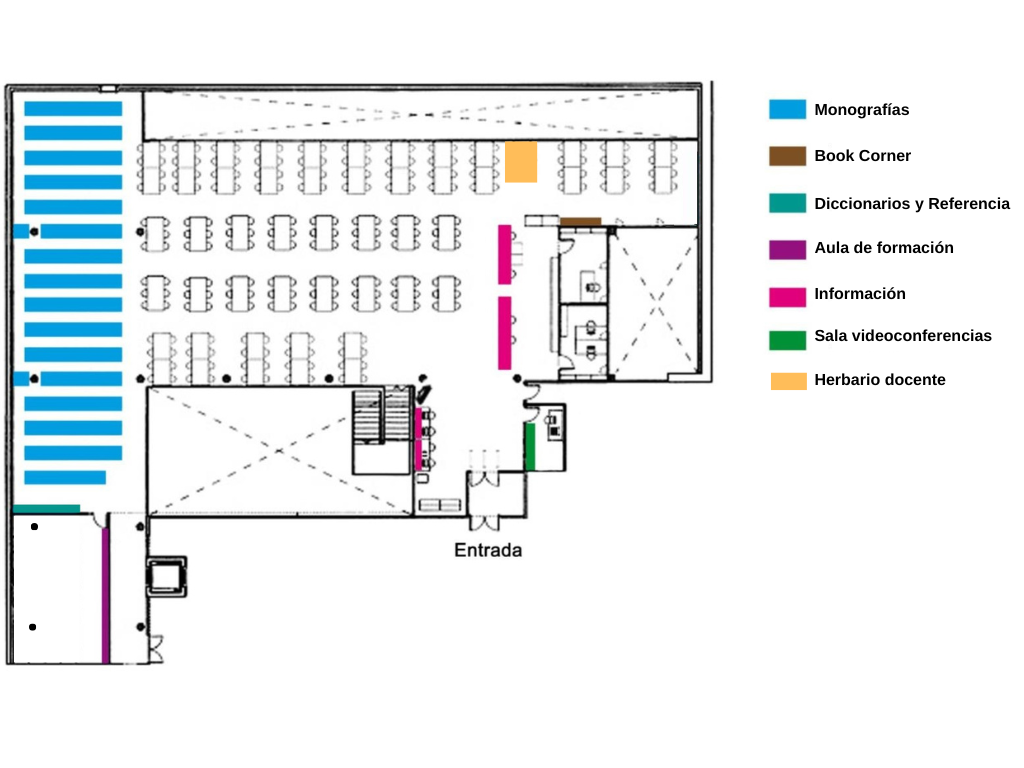 Monografías
Book Corner
Diccionarios y Referencia
Aula de formación
Información
Sala videoconferencias
Herbario docente
Entrada